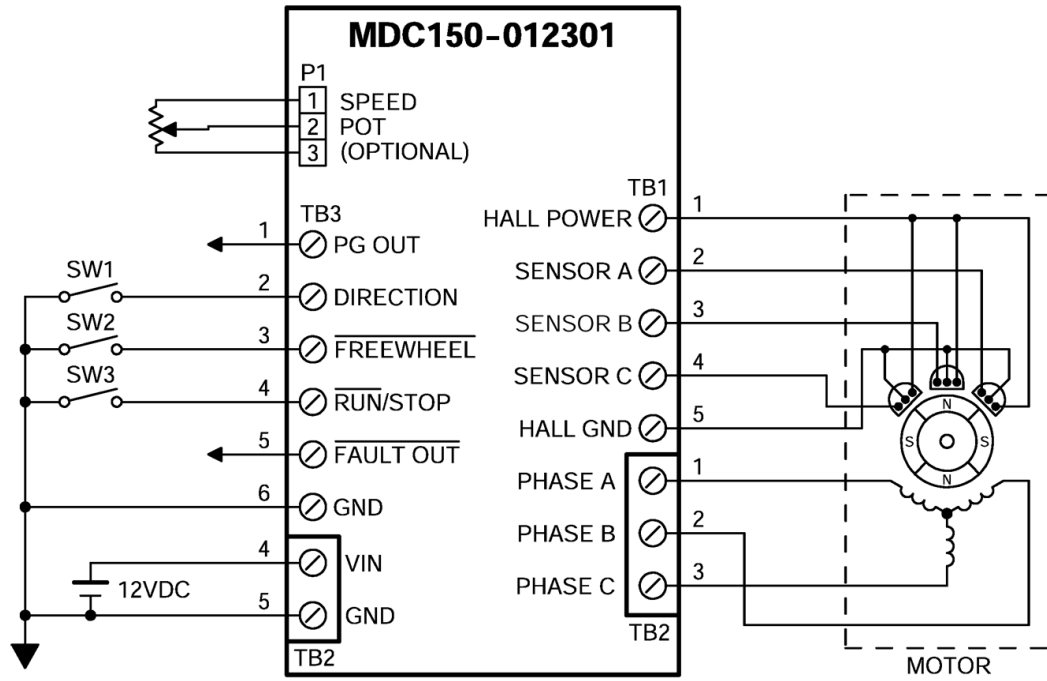 MDC150-012301
P1
1 SPEED
2 POT
3 (OPTIONAL)
TB3
1 PG OUT
SW1
2 DIRECTION
SW2
3 FREEWHEEL
SW3
4 RUN/STOP
5 FAULT OUT
6 GND
4 VIN
12VDC
5 GND
TB2
TB1
HALL POWER 1
SENSOR A 2
SENSOR B 3
SENSOR C 4
HALL GND 5
PHASE A 1
PHASE B 2
PHASE C 3
TB2
N
S S
N
MOTOR